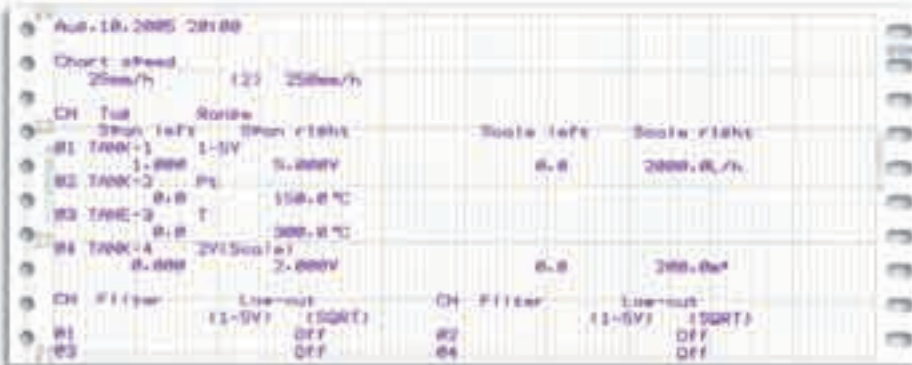 Aug.10.2005 20:00
Chart speed
25mm/h (2) 250mm/h
CH Tag Range
Span left Span right Scale left Scale right
01 TANK-1 1-5V
1.000 5.000V 0.0 2000.0L/h
02 TANK-2 Pt
0.0 150.0℃
03 TANK-3 T
0.0 300.0℃
04 TANK-4 2V(Scale)
0.000 2.000V 0.0 200.0m³
CH Filter Low-cut CH Filter Low-cut
(1-5V) (SQRT) (1-5V) (SQRT)
01 Off 02 Off
03 Off 04 Off